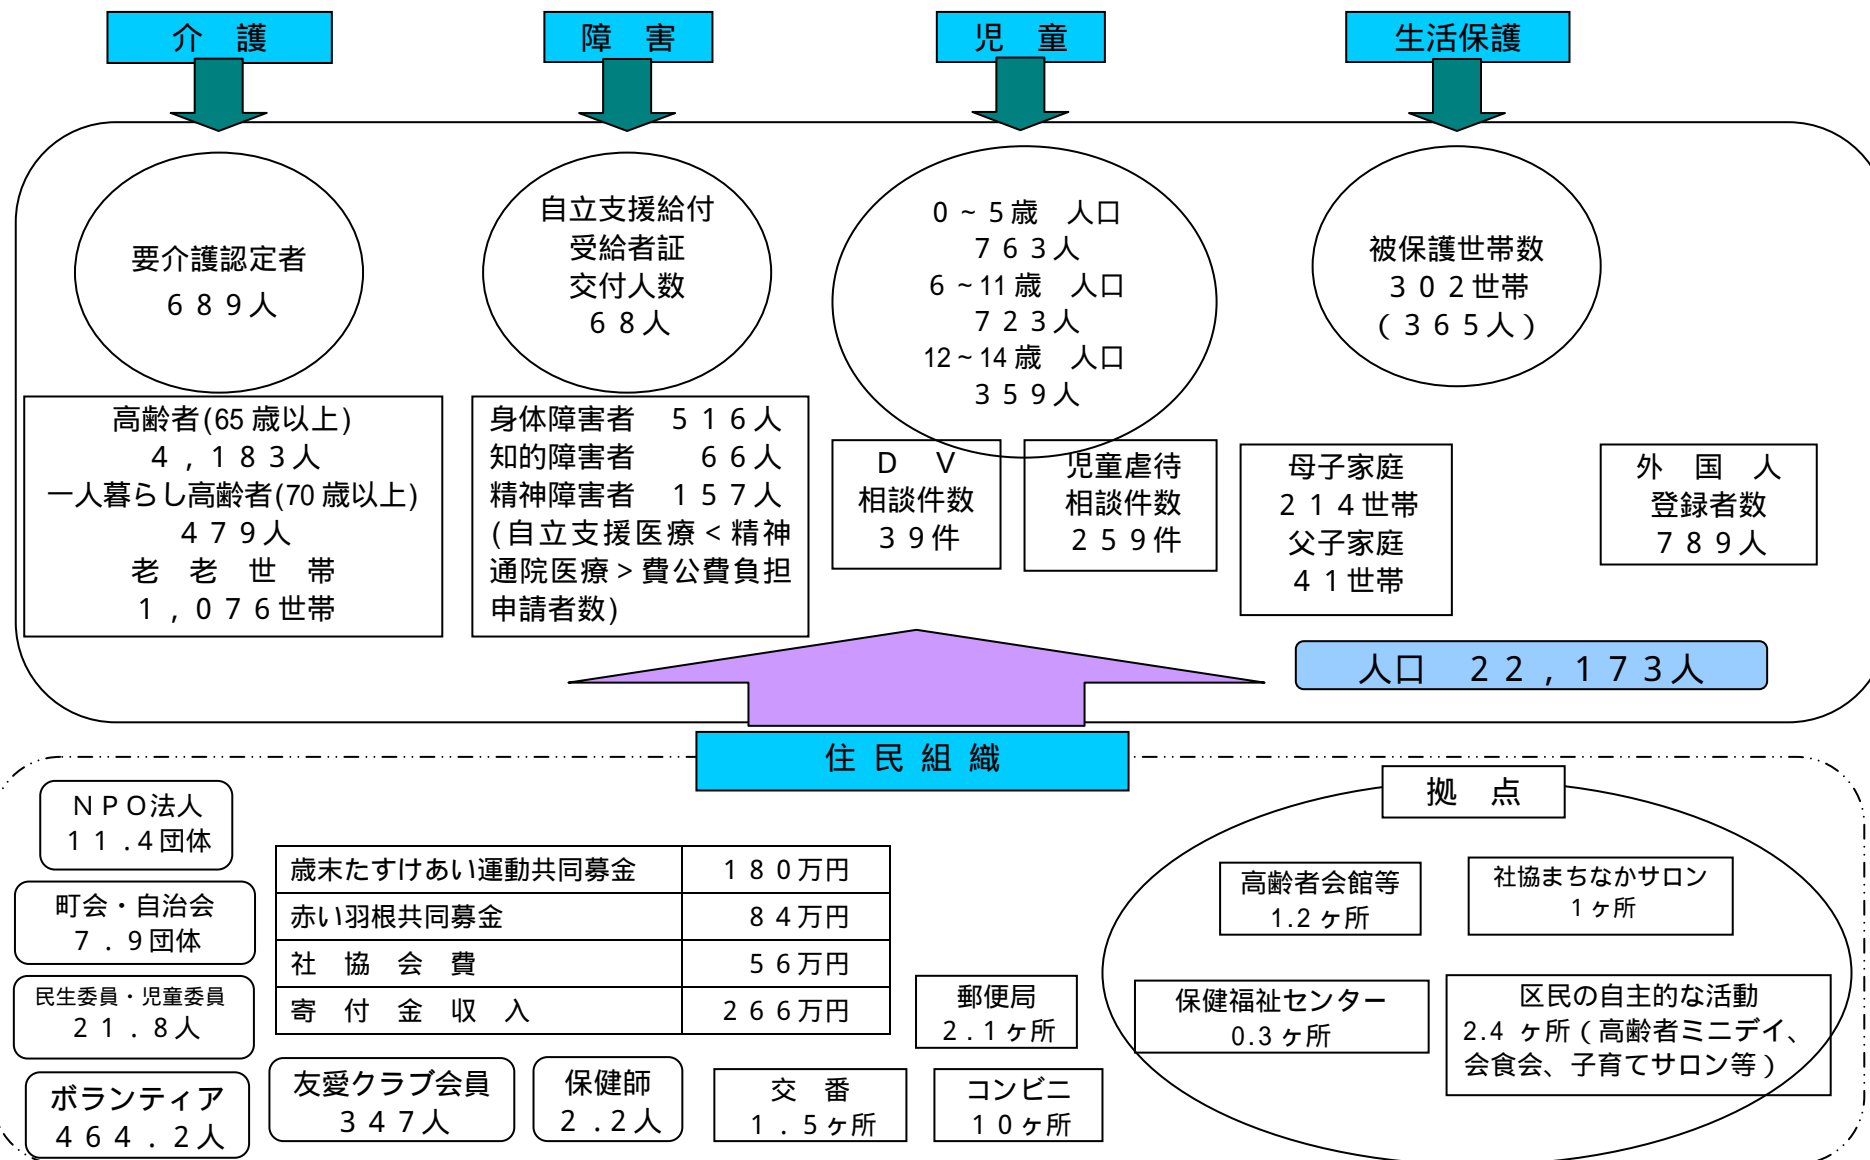 介　護
障　害
児　童
生活保護
要介護認定者
６８９人
自立支援給付
受給者証
交付人数
６８人
0 ~ 5歳　人口
７６３人
6 ~11歳　人口
７２３人
12~14歳　人口
３５９人
被保護世帯数
３０２世帯
(３６５人)
高齢者(65歳以上)
４,１８３人
一人暮らし高齢者(70歳以上)
４７９人
老　老　世　帯
１,０７６世帯
身体障害者　５１６人
知的障害者　　６６人
精神障害者　１５７人
(自立支援医療<精神
通院医療>費公費負担
申請者数)
Ｄ　Ｖ
相談件数
３９件
児童虐待
相談件数
２５９件
母子家庭
２１４世帯
父子家庭
４１世帯
外　国　人
登録者数
７８９人
人口　２２,１７３人
住民組織
ＮＰＯ法人
１１.４団体
町会・自治会
７.９団体
民生委員・児童委員
２１.８人
ボランティア
４６４.２人
歳末たすけあい運動共同募金　１８０万円
赤い羽根共同募金　８４万円
社　協　会　費　５６万円
寄　付　金　収　入　２６６万円
友愛クラブ会員
３４７人
保健師
２.２人
郵便局
２.１ヶ所
交　番
１.５ヶ所
コンビニ
１０ヶ所
拠　点
高齢者会館等
1.2ヶ所
社協まちなかサロン
1ヶ所
保健福祉センター
0.3ヶ所
区民の自主的な活動
2.4 ヶ所(高齢者ミニデイ、
会食会、子育てサロン等)